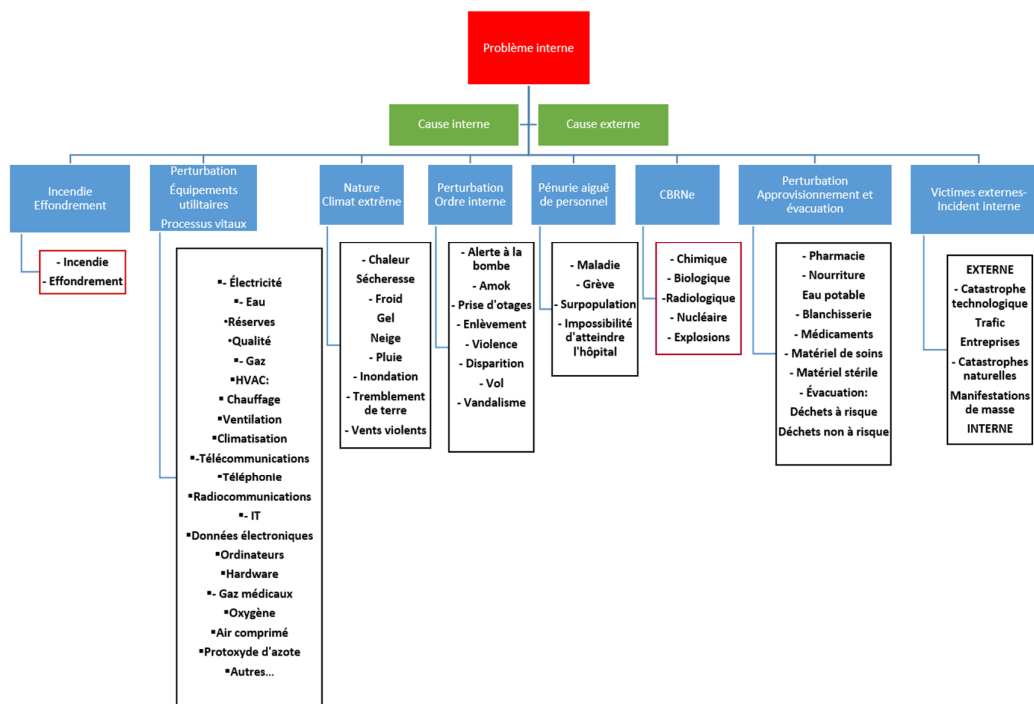 Problème interne
Cause interne
Cause externe
Incendie
Effondrement
- Incendie
- Effondrement
Perturbation
Équipements
utilitaires
Processus vitaux
▪- Électricité
▪- Eau
•Réserves
•Qualité
▪- Gaz
▪HVAC:
▪ Chauffage
▪Ventilation
▪Climatisation
▪-Télécommunications
▪Téléphonie
▪Radiocommunications
▪- IT
▪Données électroniques
▪Ordinateurs
▪Hardware
▪- Gaz médicaux
▪Oxygène
▪Air comprimé
▪Protoxyde d'azote
▪Autres...
Nature
Climat extrême
- Chaleur
Sécheresse
- Froid
Gel
Neige
- Pluie
- Inondation
- Tremblement
de terre
- Vents violents
Perturbation
Ordre interne
- Alerte à la
bombe
- Amok
- Prise d'otages
- Enlèvement
- Violence
- Disparition
- Vol
- Vandalisme
Pénurie aiguë
de personnel
- Maladie
- Grève
- Surpopulation
- Impossibilité
d'atteindre
l'hôpital
CBRNe
- Chimique
- Biologique
-Radiologique
- Nucléaire
- Explosions
Perturbation
Approvisionnement et
évacuation
- Pharmacie
- Nourriture
Eau potable
- Blanchisserie
- Médicaments
- Matériel de soins
- Matériel stérile
- Évacuation:
Déchets à risque
Déchets non à risque
Victimes externes-
Incident interne
EXTERNE
- Catastrophe
technologique
Trafic
Entreprises
- Catastrophes
naturelles
Manifestations
de masse
INTERNE